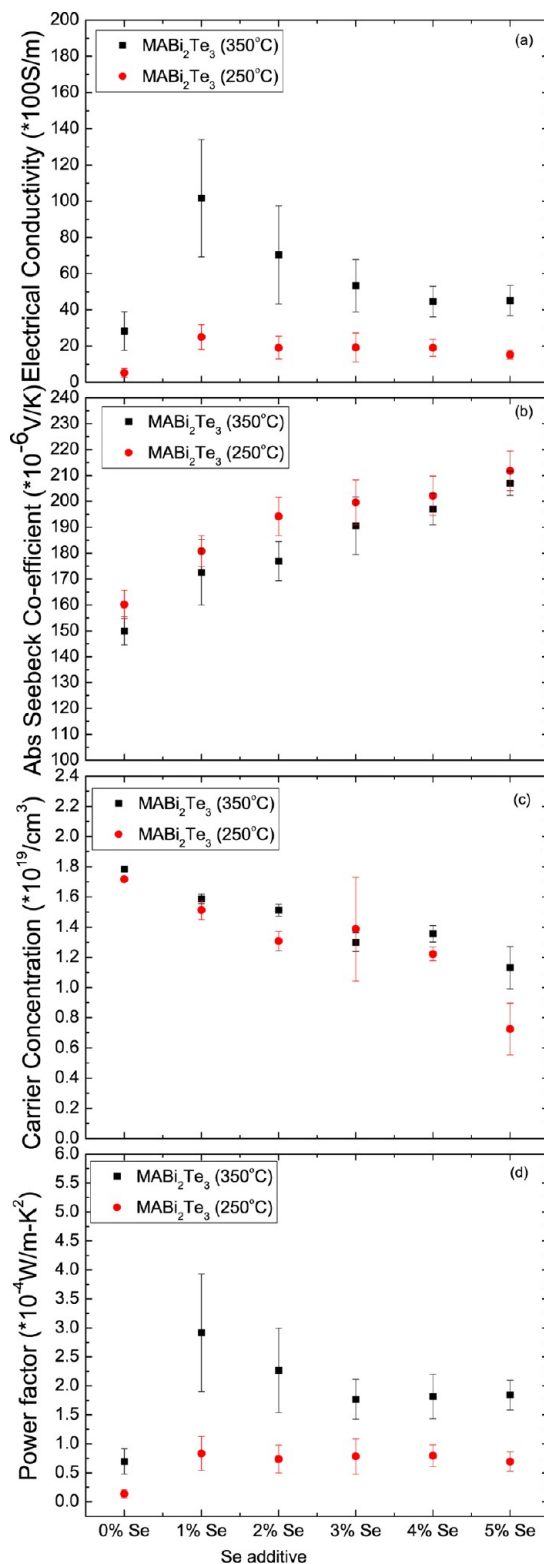 (a)
MABi₂Te₃ (350°C)
MABi₂Te₃ (250°C)
Electrical Conductivity (*100S/m)
200
180
160
140
120
100
80
60
40
20
0
(b)
MABi₂Te₃ (350°C)
MABi₂Te₃ (250°C)
Abs Seebeck Co-efficient (*10⁻⁶V/K)
240
230
220
210
200
190
180
170
160
150
140
130
120
110
100
(c)
MABi₂Te₃ (350°C)
MABi₂Te₃ (250°C)
Carrier Concentration (*10¹⁹/cm³)
2.4
2.2
2.0
1.8
1.6
1.4
1.2
1.0
0.8
0.6
0.4
0.2
0.0
(d)
MABi₂Te₃ (350°C)
MABi₂Te₃ (250°C)
Power factor (*10⁻⁴W/m-K²)
6.0
5.5
5.0
4.5
4.0
3.5
3.0
2.5
2.0
1.5
1.0
0.5
0.0
0% Se 1% Se 2% Se 3% Se 4% Se 5% Se
Se additive